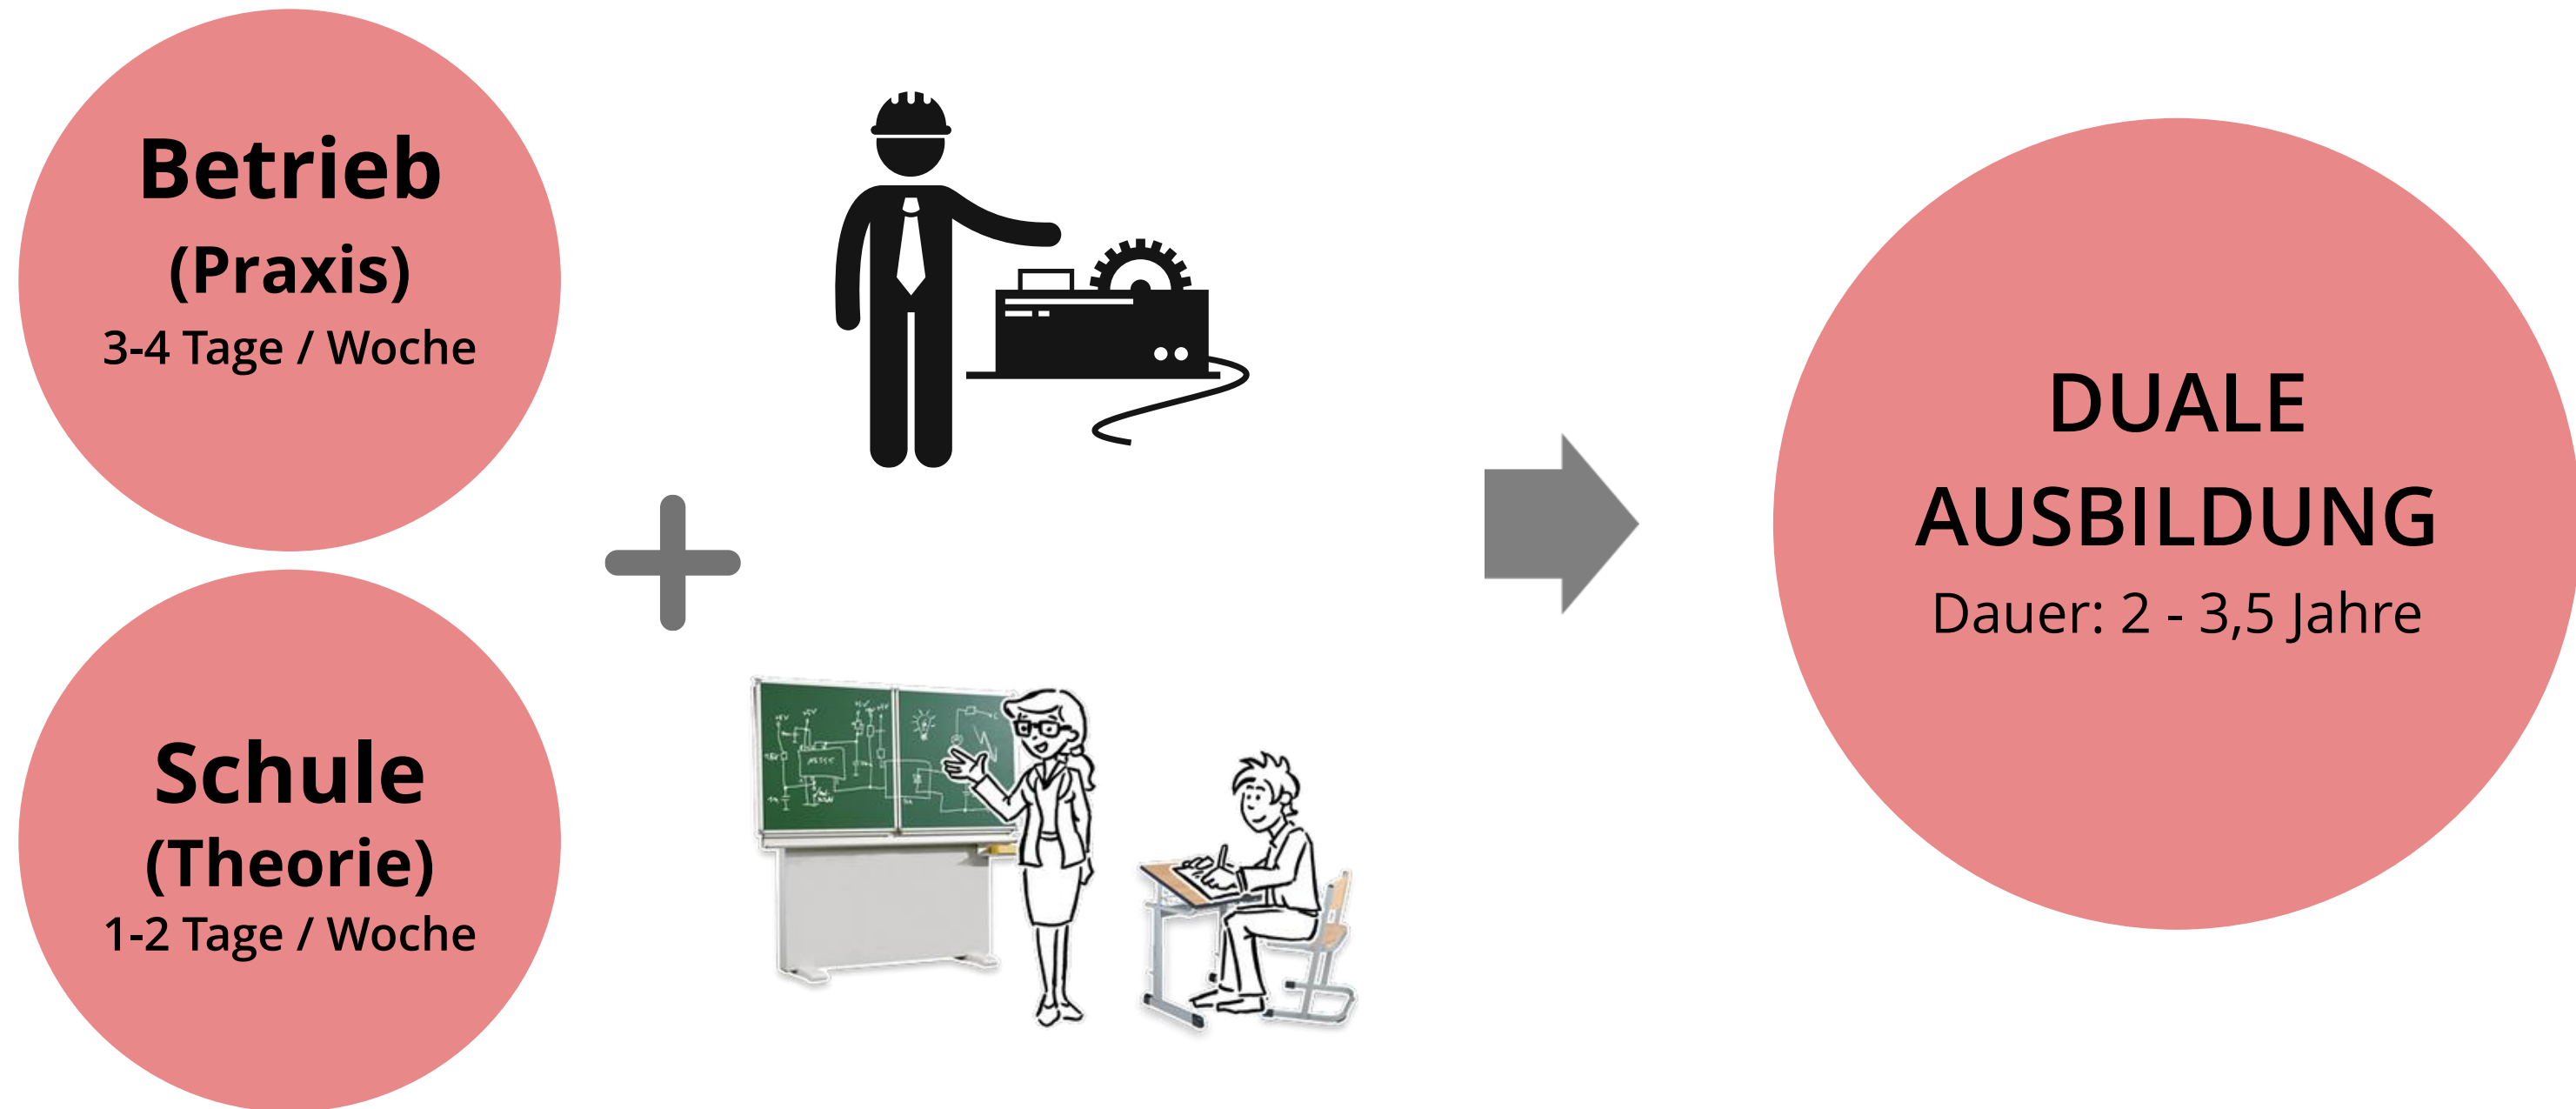 Betrieb
(Praxis)
3-4 Tage / Woche
Schule
(Theorie)
1-2 Tage / Woche
DUALE
AUSBILDUNG
Dauer: 2 - 3,5 Jahre